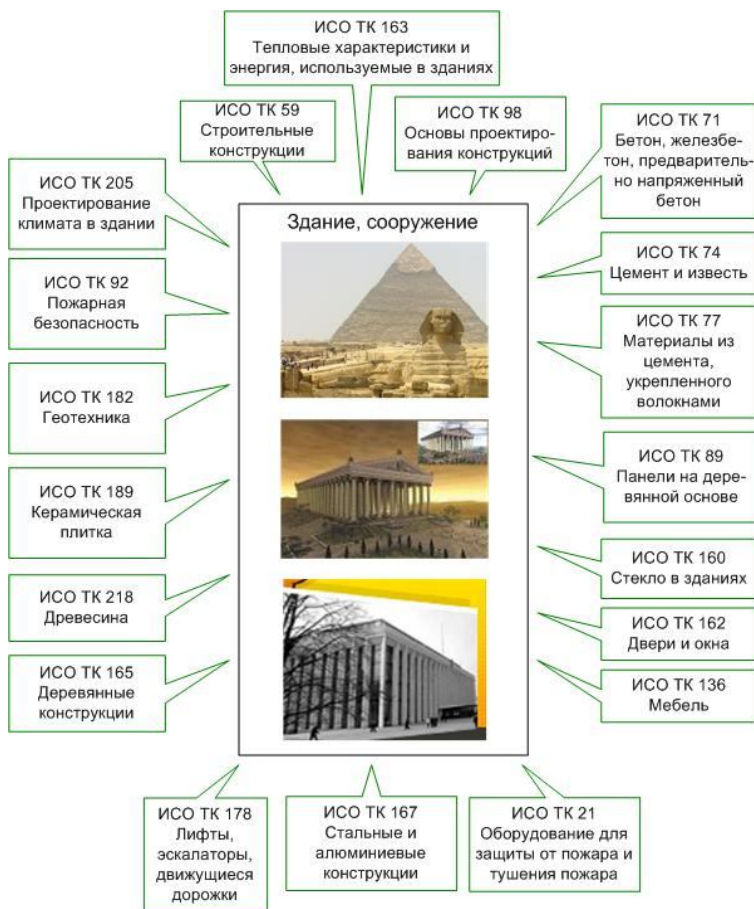 ИСО ТК 163
Тепловые характеристики и
энергия, используемые в зданиях
ИСО ТК 59
Строительные
конструкции
ИСО ТК 98
Основы проектиро-
вания конструкций
ИСО ТК 71
Бетон, железбе-
тон, предваритель-
но напряженный
бетон
ИСО ТК 205
Проектирование
климата в здании
ИСО ТК 92
Пожарная
безопасность
ИСО ТК 182
Геотехника
ИСО ТК 189
Керамическая
плитка
ИСО ТК 218
Древесина
ИСО ТК 165
Деревянные
конструкции
Здание, сооружение
ИСО ТК 74
Цемент и известь
ИСО ТК 77
Материалы из
цемента,
укрепленного
волокнами
ИСО ТК 89
Панели на дере-
вянной основе
ИСО ТК 160
Стекло в зданиях
ИСО ТК 162
Двери и окна
ИСО ТК 136
Мебель
ИСО ТК 178
Лифты,
эскалаторы,
движущиеся
дорожки
ИСО ТК 167
Стальные и
алюминиевые
конструкции
ИСО ТК 21
Оборудование для
защиты от пожара и
тушения пожара